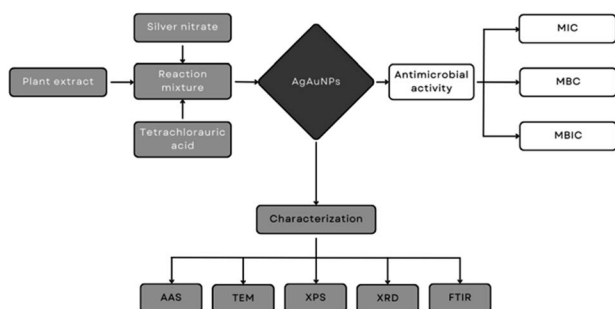 Silver nitrate
MIC
Plant extract
Reaction
mixture
AgAuNPs
Antimicrobial
activity
MBC
Tetrachlorauric
acid
MBIC
Characterization
AAS
TEM
XPS
XRD
FTIR